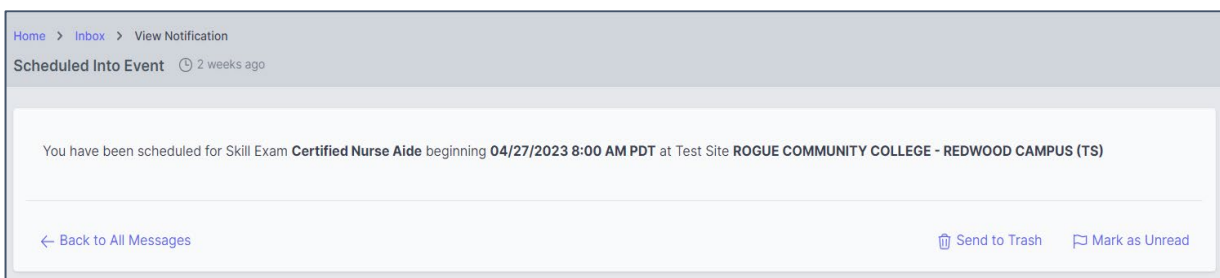 Home > Inbox > View Notification
Scheduled Into Event 2 weeks ago
You have been scheduled for Skill Exam Certified Nurse Aide beginning 04/27/2023 8:00 AM PDT at Test Site ROGUE COMMUNITY COLLEGE - REDWOOD CAMPUS (TS)
← Back to All Messages Send to Trash Mark as Unread